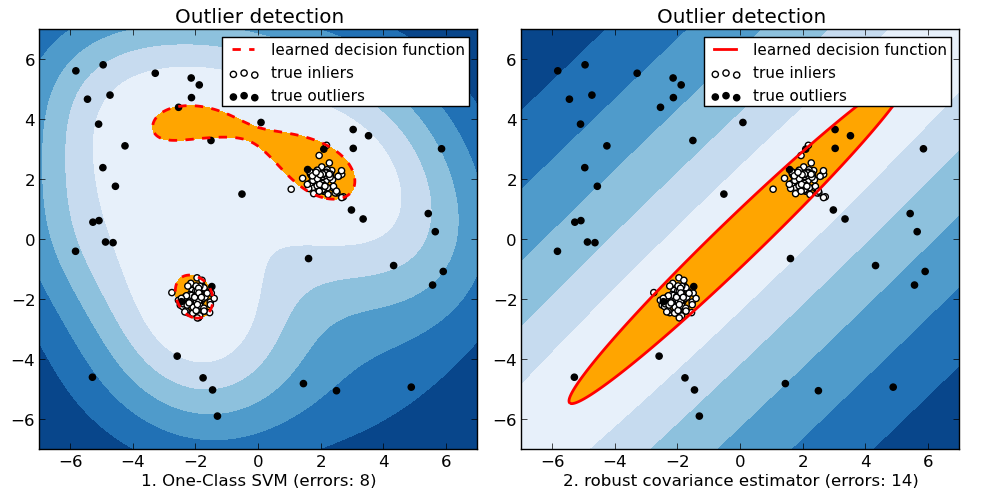 Outlier detection
learned decision function
true inliers
true outliers
6
4
2
0
−2
−4
−6
−6 −4 −2 0 2 4 6
1. One-Class SVM (errors: 8)
Outlier detection
learned decision function
true inliers
true outliers
6
4
2
0
−2
−4
−6
−6 −4 −2 0 2 4 6
2. robust covariance estimator (errors: 14)